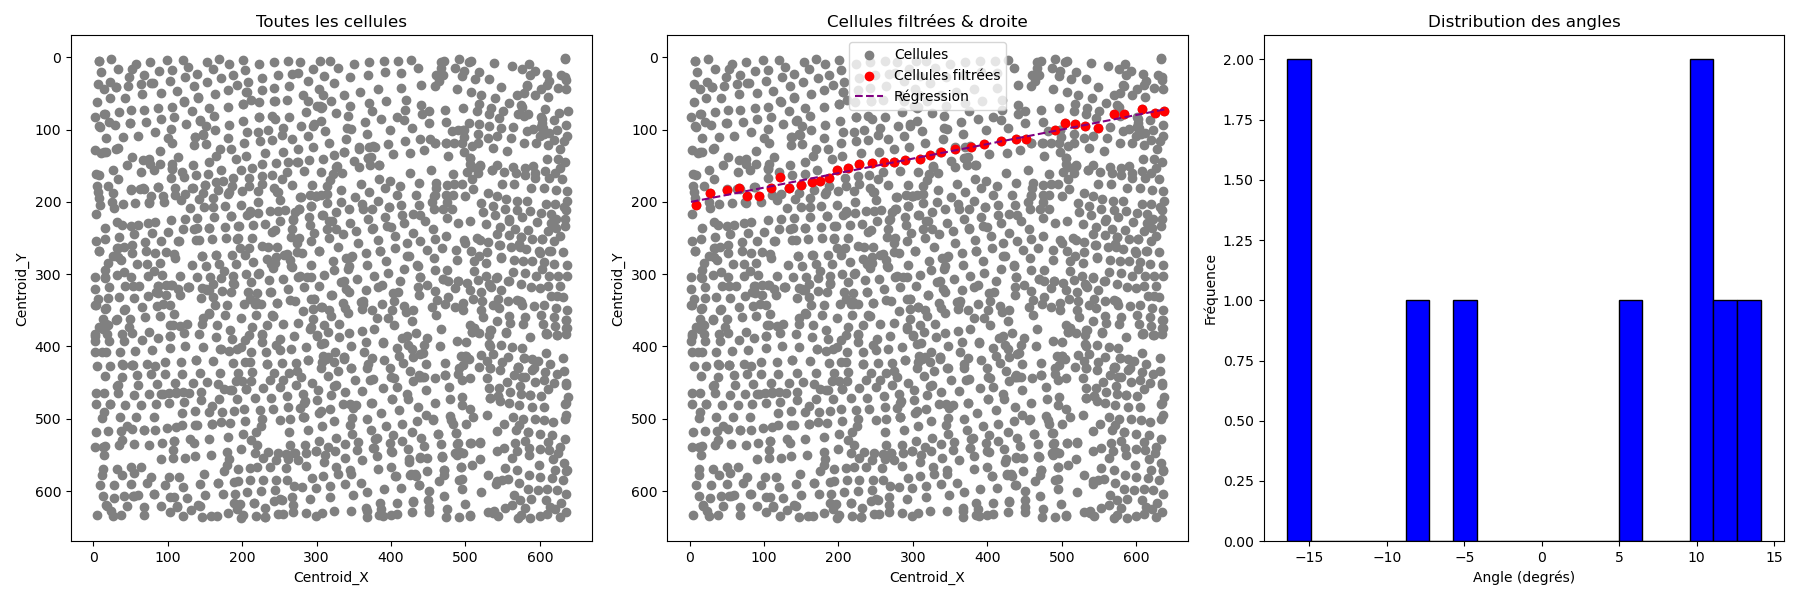 Toutes les cellules
0
100
200
300
400
500
600
Centroid_Y
0 100 200 300 400 500 600
Centroid_X
Cellules filtrées & droite
Cellules
Cellules filtrées
Régression
0
100
200
300
400
500
600
Centroid_Y
0 100 200 300 400 500 600
Centroid_X
Distribution des angles
2.00
1.75
1.50
1.25
1.00
0.75
0.50
0.25
0.00
Fréquence
−15 −10 −5 0 5 10 15
Angle (degrés)